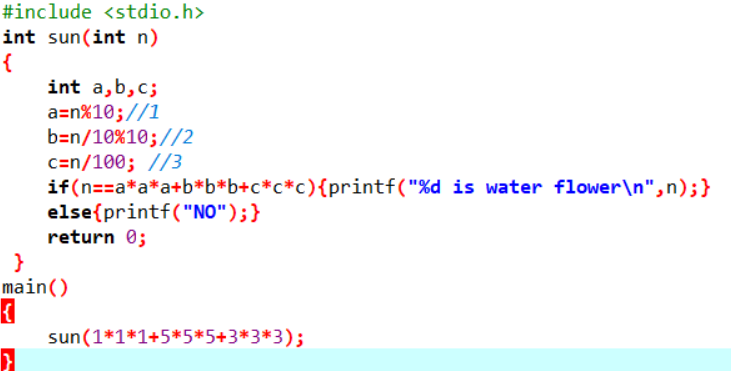 #include <stdio.h>
int sun(int n)
{
int a,b,c;
a=n%10;//1
b=n/10%10;//2
c=n/100; //3
if(n==a*a*a+b*b*b+c*c*c){printf("%d is water flower\n",n);}
else{printf("NO");}
return 0;
}
main()
{
sun(1*1*1+5*5*5+3*3*3);
}